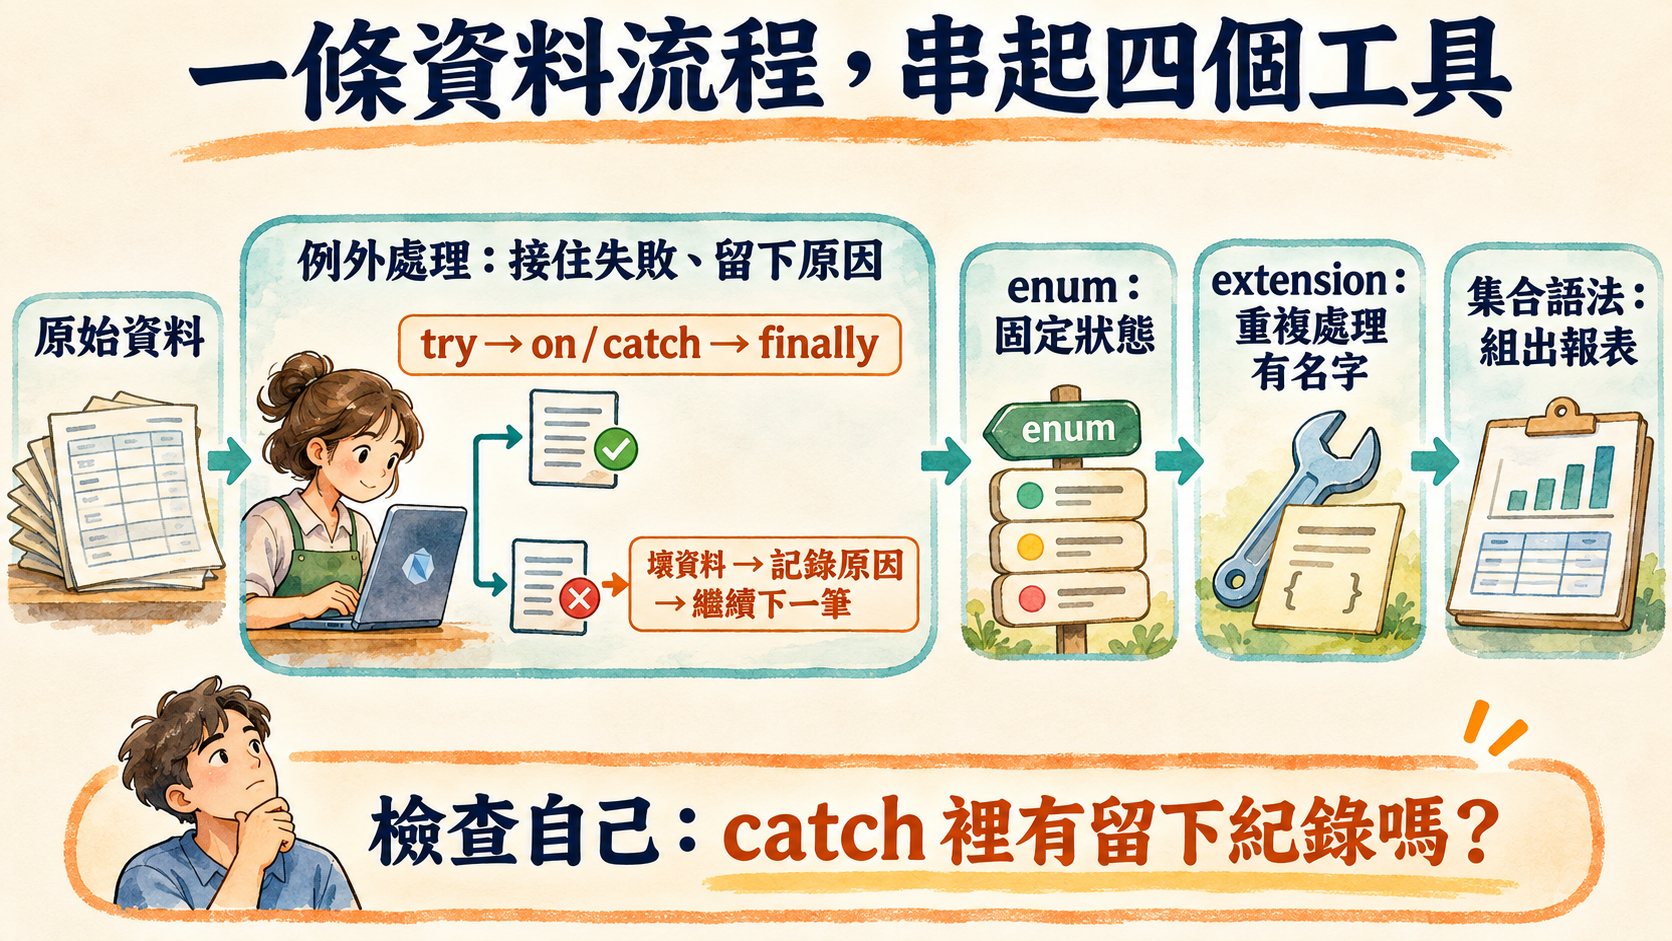 一條資料流程，串起四個工具
原始資料
例外處理：接住失敗、留下原因
try → on / catch → finally
壞資料 → 記錄原因
→ 繼續下一筆
enum：
固定狀態
enum
extension：
重複處理
有名字
{ }
集合語法：
組出報表
檢查自己：catch 裡有留下紀錄嗎？